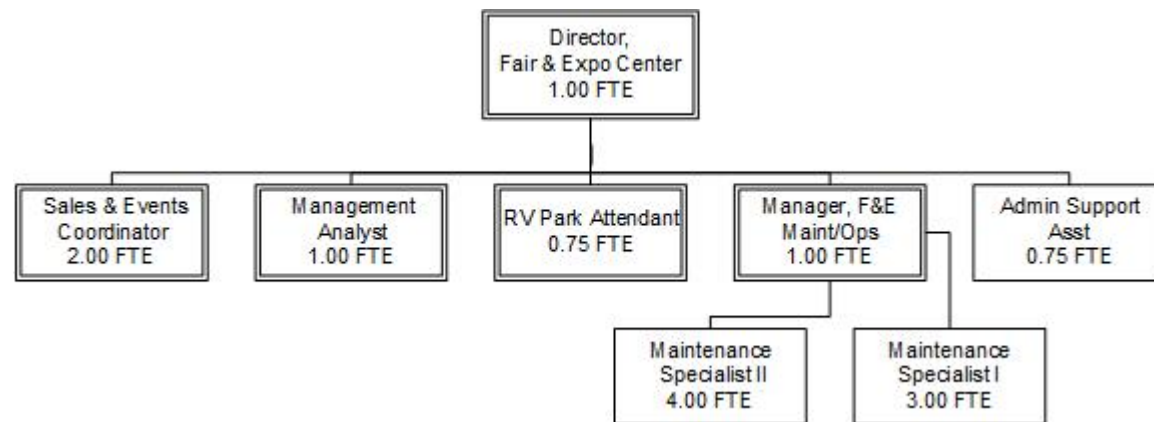 Director,
Fair & Expo Center
1.00 FTE
Sales & Events
Coordinator
2.00 FTE
Management
Analyst
1.00 FTE
RV Park Attendant
0.75 FTE
Manager, F&E
Maint/Ops
1.00 FTE
Admin Support
Asst
0.75 FTE
Maintenance
Specialist II
4.00 FTE
Maintenance
Specialist I
3.00 FTE